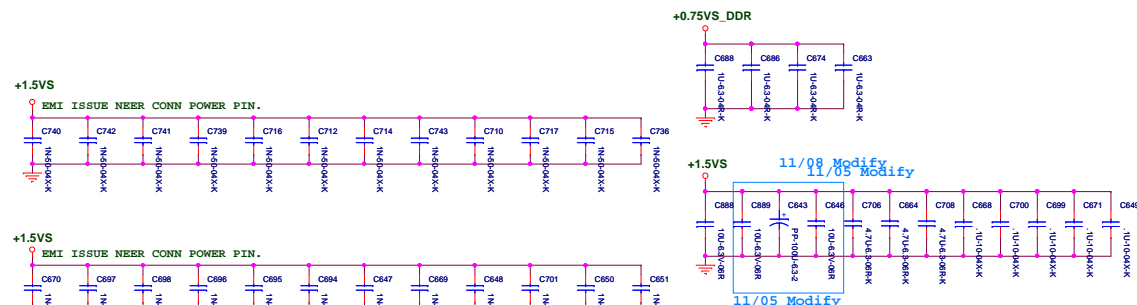 +0.75VS_DDR
C688 C686 C674 C663
1U-6.3-04R-K 1U-6.3-04R-K 1U-6.3-04R-K 1U-6.3-04R-K
+1.5VS
EMI ISSUE NEER CONN POWER PIN.
C740 C742 C741 C739 C716 C712 C714 C743 C710 C717 C715 C736
1N-50-04X-K 1N-50-04X-K 1N-50-04X-K 1N-50-04X-K 1N-50-04X-K 1N-50-04X-K 1N-50-04X-K 1N-50-04X-K 1N-50-04X-K 1N-50-04X-K 1N-50-04X-K 1N-50-04X-K
+1.5VS
11/08 Modify
11/05 Modify
C888 C889 C643 C646 C706 C664 C708 C668 C700 C699 C671 C649
10U-6.3V-06R 10U-6.3V-06R PP-100U-6.3-2 10U-6.3V-06R 4.7U-6.3-06R-K 4.7U-6.3-06R-K 4.7U-6.3-06R-K .1U-10-04X-K .1U-10-04X-K .1U-10-04X-K .1U-10-04X-K .1U-10-04X-K
11/05 Modify
+1.5VS
EMI ISSUE NEER CONN POWER PIN.
C670 C697 C698 C696 C695 C694 C647 C669 C648 C701 C650 C651